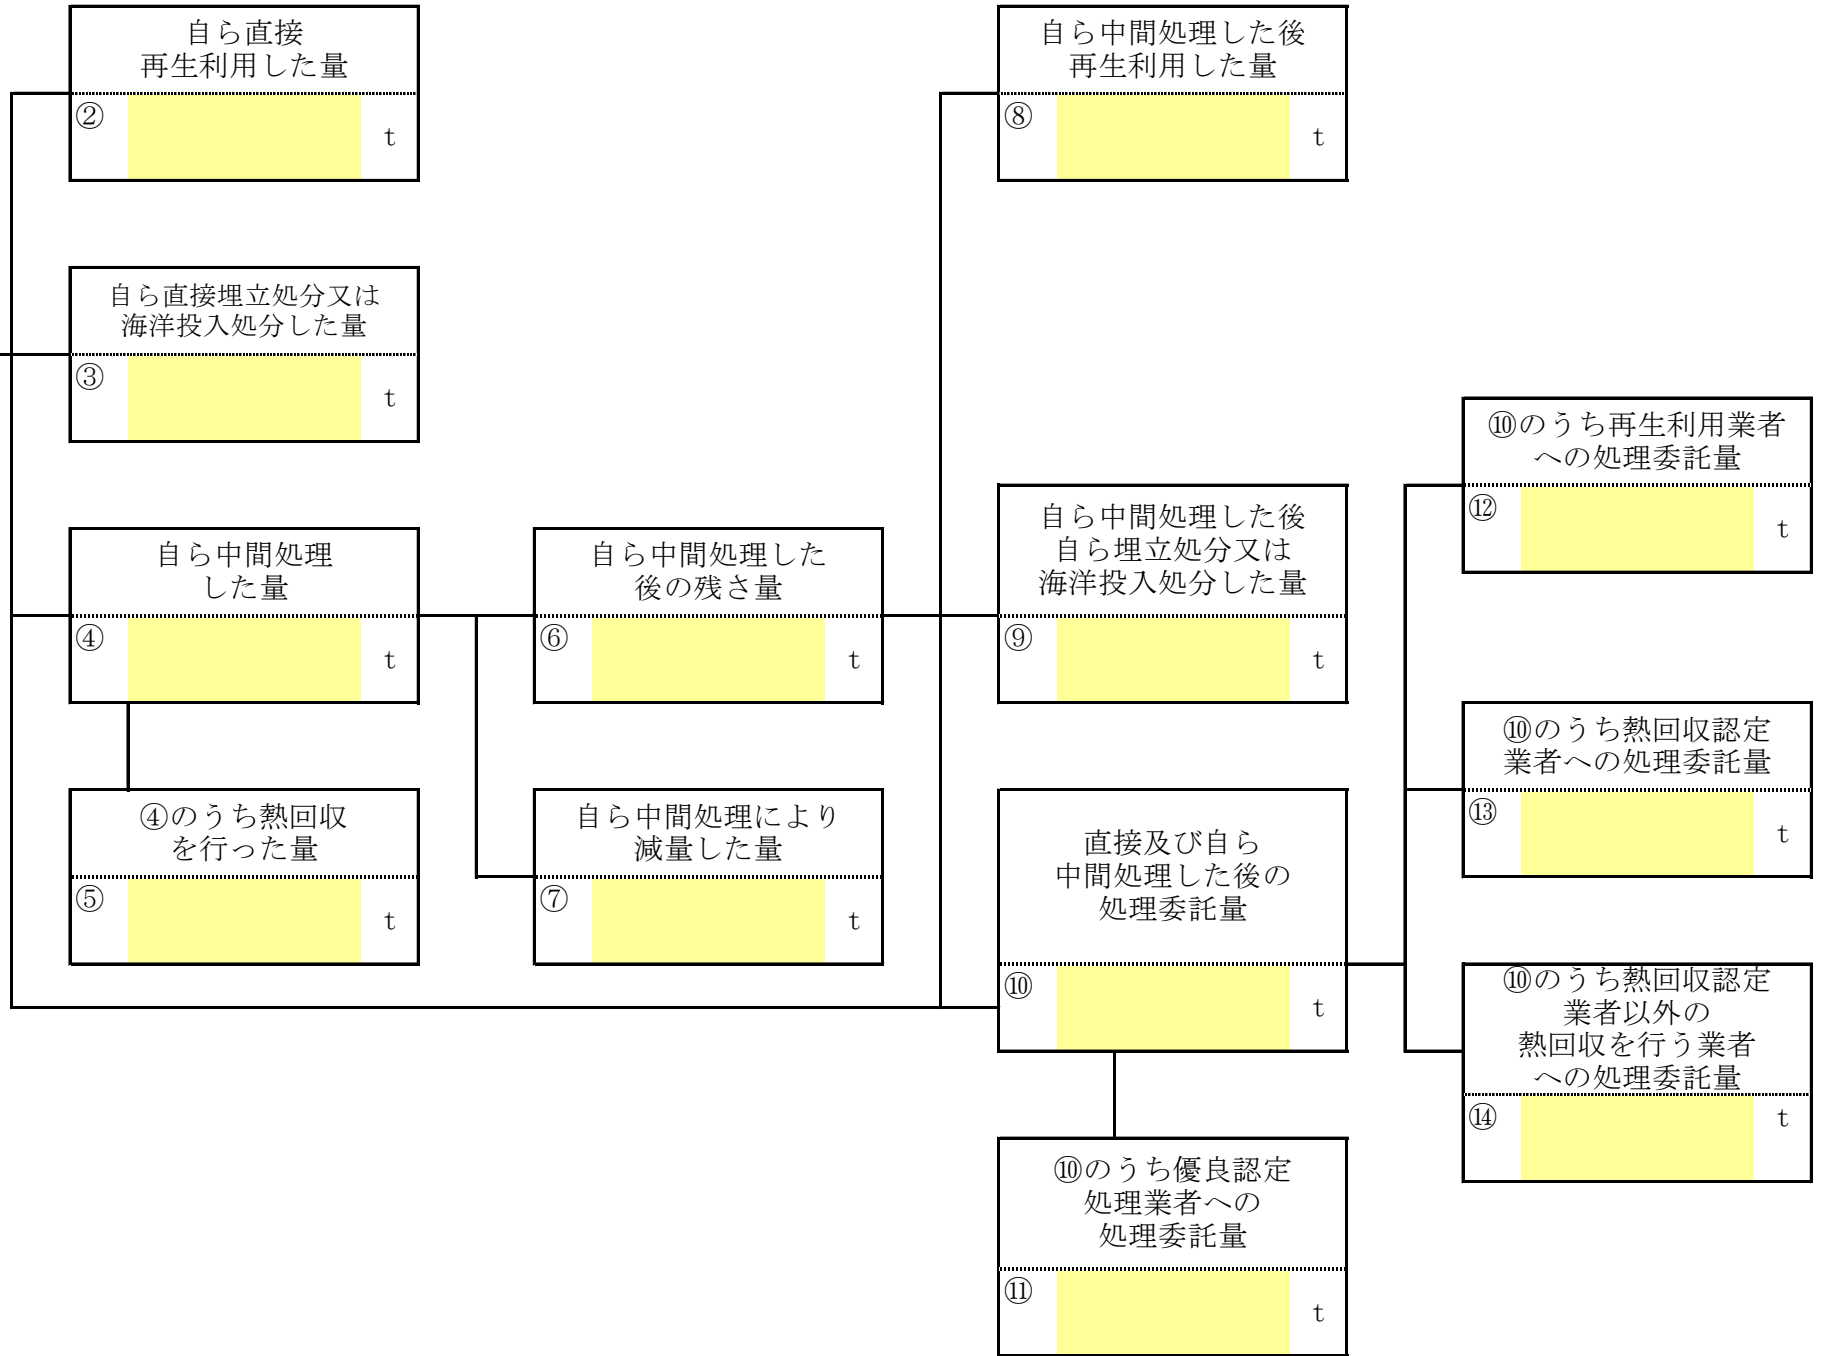 自ら直接
再生利用した量
②
t
自ら直接埋立処分又は
海洋投入処分した量
③
t
自ら中間処理
した量
④
t
④のうち熱回収
を行った量
⑤
t
自ら中間処理した
後の残さ量
⑥
t
自ら中間処理により
減量した量
⑦
t
自ら中間処理した後
再生利用した量
⑧
t
自ら中間処理した後
自ら埋立処分又は
海洋投入処分した量
⑨
t
直接及び自ら
中間処理した後の
処理委託量
⑩
t
⑩のうち優良認定
処理業者への
処理委託量
⑪
t
⑩のうち再生利用業者
への処理委託量
⑫
t
⑩のうち熱回収認定
業者への処理委託量
⑬
t
⑩のうち熱回収認定
業者以外の
熱回収を行う業者
への処理委託量
⑭
t